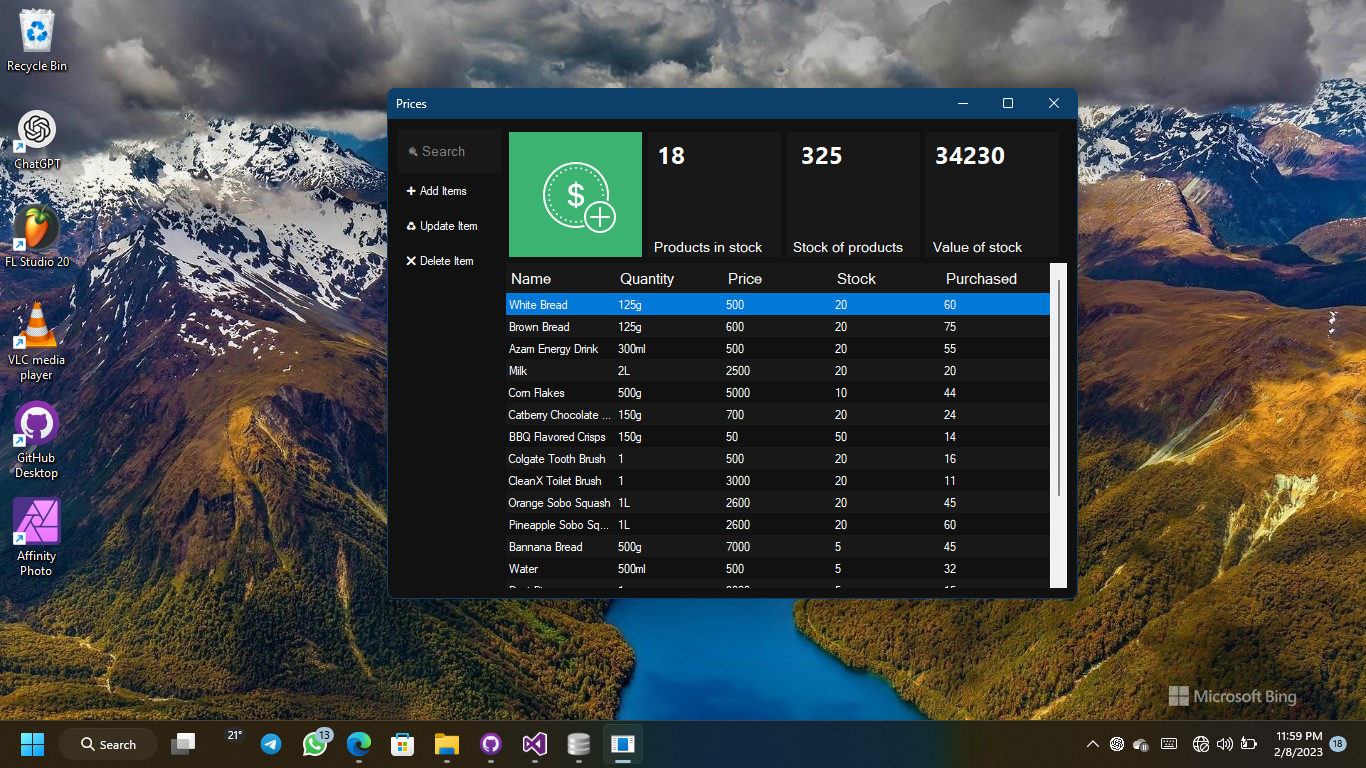 Recycle Bin
ChatGPT
FL Studio 20
VLC media
player
GitHub
Desktop
Affinity
Photo
Prices
Search
Add Items
Update Item
Delete Item
$
18
Products in stock
325
Stock of products
34230
Value of stock
Name Quantity Price Stock Purchased
White Bread 125g 500 20 60
Brown Bread 125g 600 20 75
Azam Energy Drink 300ml 500 20 55
Milk 2L 2500 20 20
Corn Flakes 500g 5000 10 44
Catberry Chocolate ... 150g 700 20 24
BBQ Flavored Crisps 150g 50 50 14
Colgate Tooth Brush 1 500 20 16
CleanX Toilet Brush 1 3000 20 11
Orange Sobo Squash 1L 2600 20 45
Pineapple Sobo Sq... 1L 2600 20 60
Bannana Bread 500g 7000 5 45
Water 500ml 500 5 32
Microsoft Bing
Search
21°
13
11:59 PM
2/8/2023
18